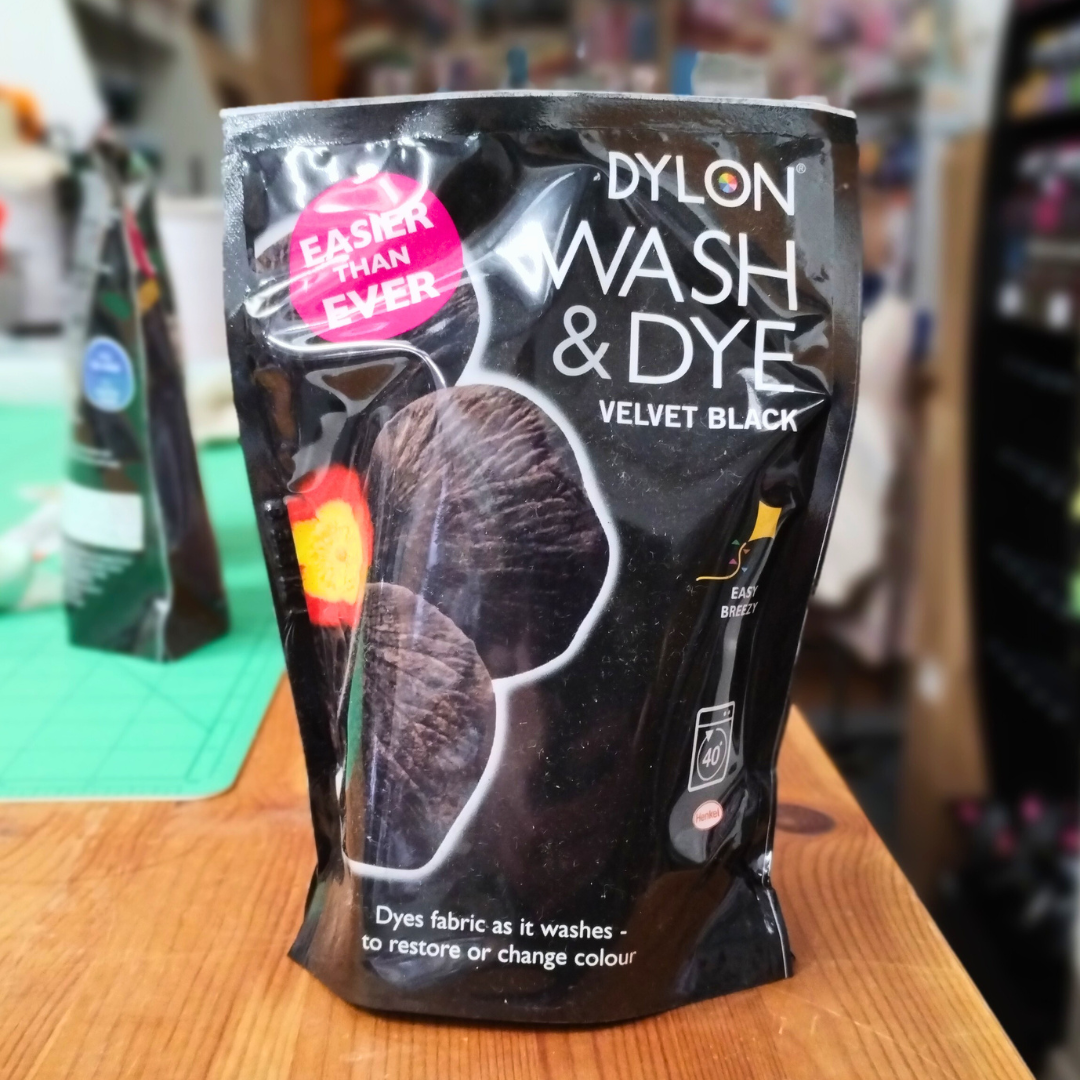 EASIER
THAN
EVER
DYLON®
WASH
& DYE
VELVET BLACK
EASY
BREEZY
40°
Henkel
Dyes fabric as it washes -
to restore or change colour